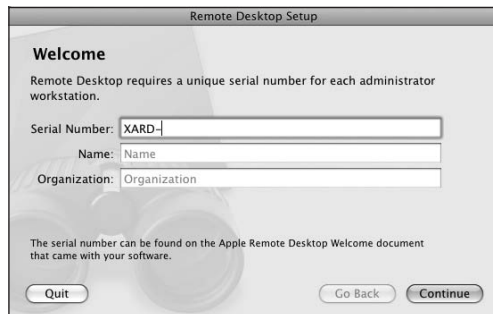 Remote Desktop Setup
Welcome
Remote Desktop requires a unique serial number for each administrator
workstation.
Serial Number: XARD-
Name: Name
Organization: Organization
The serial number can be found on the Apple Remote Desktop Welcome document
that came with your software.
Quit Go Back Continue